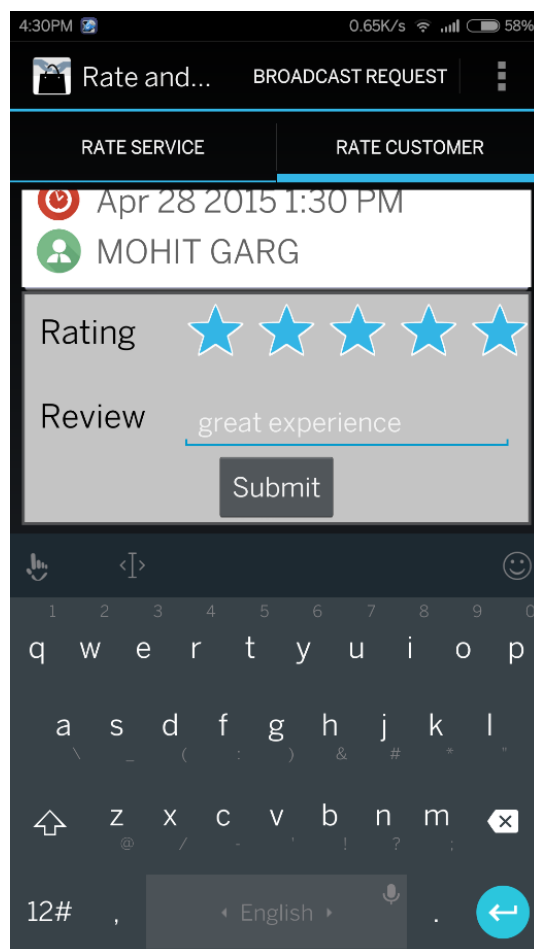 4:30PM 0.65K/s 58%
Rate and... BROADCAST REQUEST
RATE SERVICE RATE CUSTOMER
Apr 28 2015 1:30 PM
MOHIT GARG
Rating
Review great experience
Submit
1 2 3 4 5 6 7 8 9 0
q w e r t y u i o p
a s d f g h j k l
\ _ ( : ) & # * "
z x c v b n m
@ / - ' ! ? ;
12# , English .